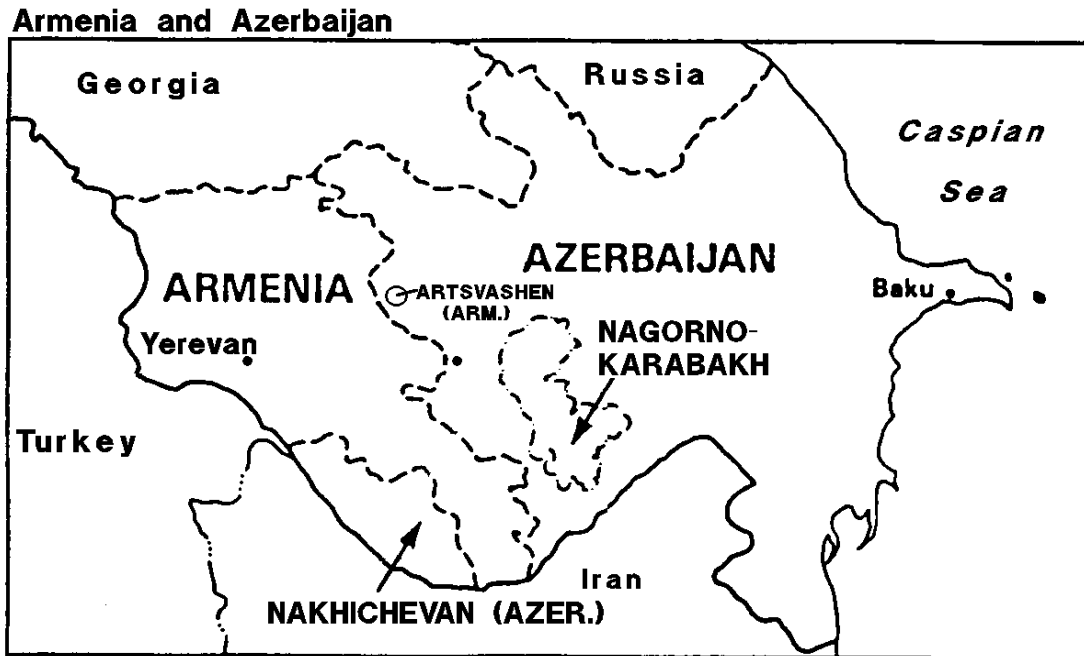 Armenia and Azerbaijan
Georgia
Russia
Caspian
Sea
AZERBAIJAN
ARMENIA
ARTSVASHEN
(ARM.)
Baku
NAGORNO-
KARABAKH
Yerevan
Turkey
Iran
NAKHICHEVAN (AZER.)